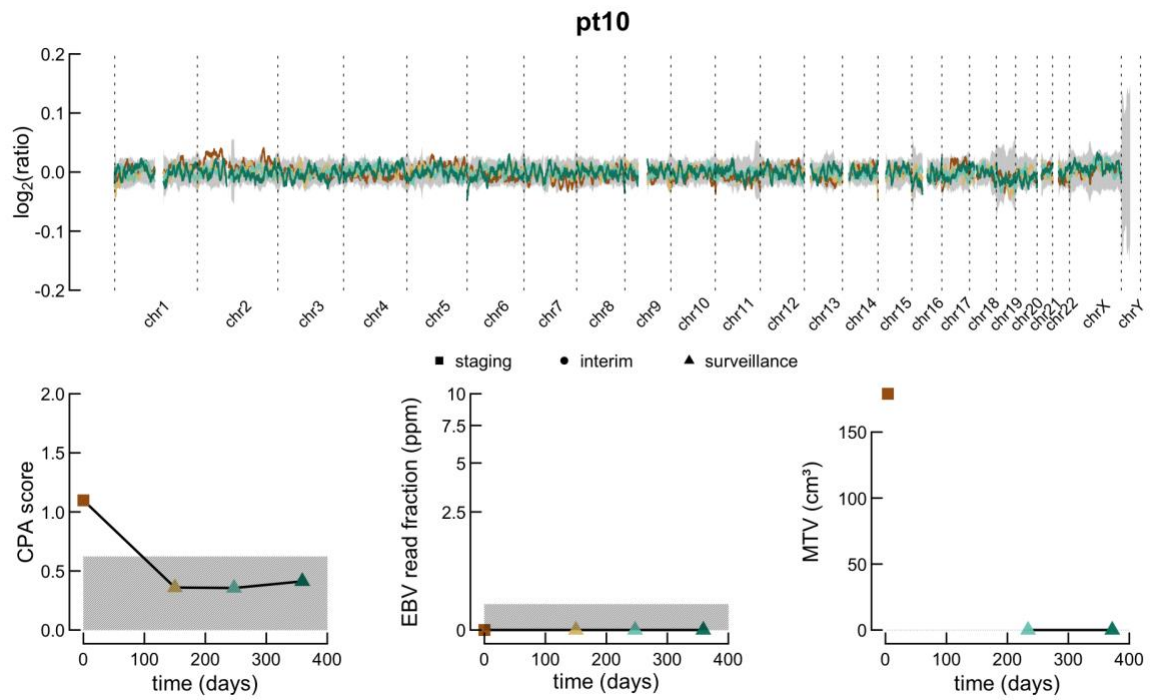 pt10
log₂(ratio)
0.2
0.1
0.0
-0.1
-0.2
chr1 chr2 chr3 chr4 chr5 chr6 chr7 chr8 chr9 chr10 chr11 chr12 chr13 chr14 chr15 chr16 chr17 chr18 chr19 chr20 chr21 chr22 chrX chrY
staging interim surveillance
CPA score
2.0
1.5
1.0
0.5
0.0
0 100 200 300 400
time (days)
EBV read fraction (ppm)
10
7.5
5
2.5
0
0 100 200 300 400
time (days)
MTV (cm³)
150
100
50
0
0 100 200 300 400
time (days)